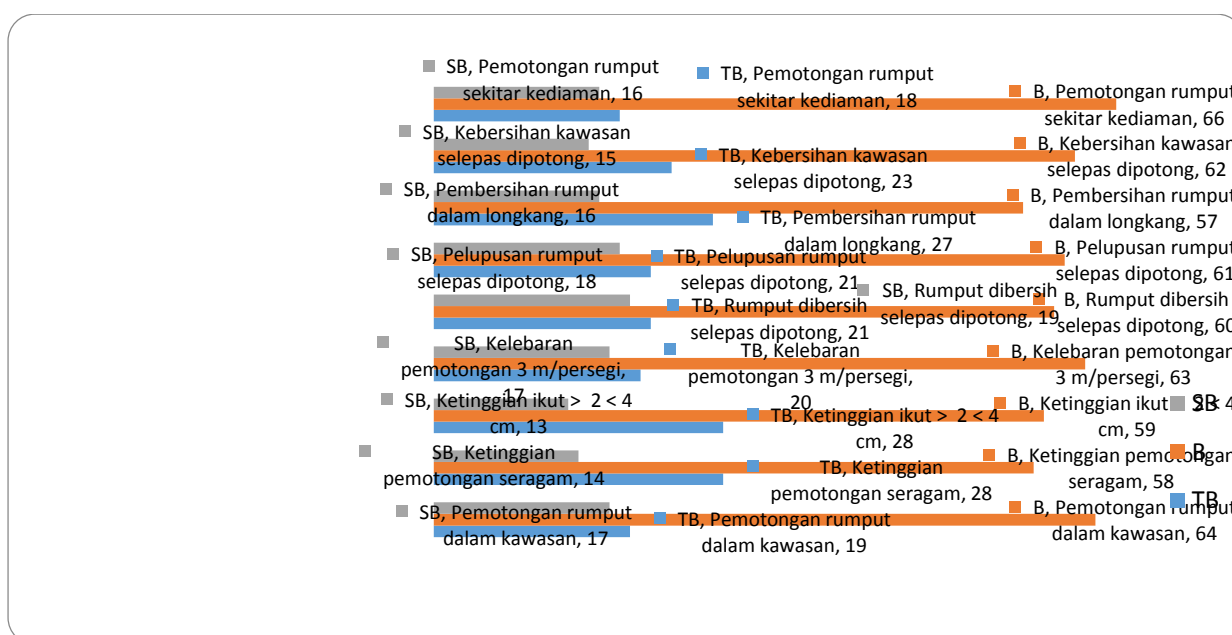 SB, Pemotongan rumput
sekitar kediaman, 16
TB, Pemotongan rumput
sekitar kediaman, 18
B, Pemotongan rumput
sekitar kediaman, 66
SB, Kebersihan kawasan
selepas dipotong, 15
TB, Kebersihan kawasan
selepas dipotong, 23
B, Kebersihan kawasan
selepas dipotong, 62
SB, Pembersihan rumput
dalam longkang, 16
TB, Pembersihan rumput
dalam longkang, 27
B, Pembersihan rumput
dalam longkang, 57
SB, Pelupusan rumput
selepas dipotong, 18
TB, Pelupusan rumput
selepas dipotong, 21
B, Pelupusan rumput
selepas dipotong, 61
TB, Rumput dibersih
selepas dipotong, 21
SB, Rumput dibersih
selepas dipotong, 19
B, Rumput dibersih
selepas dipotong, 60
SB, Kelebaran
pemotongan 3 m/persegi,
17
TB, Kelebaran
pemotongan 3 m/persegi,
20
B, Kelebaran pemotongan
3 m/persegi, 63
SB, Ketinggian ikut > 2 < 4
cm, 13
TB, Ketinggian ikut > 2 < 4
cm, 28
B, Ketinggian ikut > 2 < 4
cm, 59
SB, Ketinggian
pemotongan seragam, 14
TB, Ketinggian
pemotongan seragam, 28
B, Ketinggian pemotongan
seragam, 58
SB, Pemotongan rumput
dalam kawasan, 17
TB, Pemotongan rumput
dalam kawasan, 19
B, Pemotongan rumput
dalam kawasan, 64
SB
B
TB